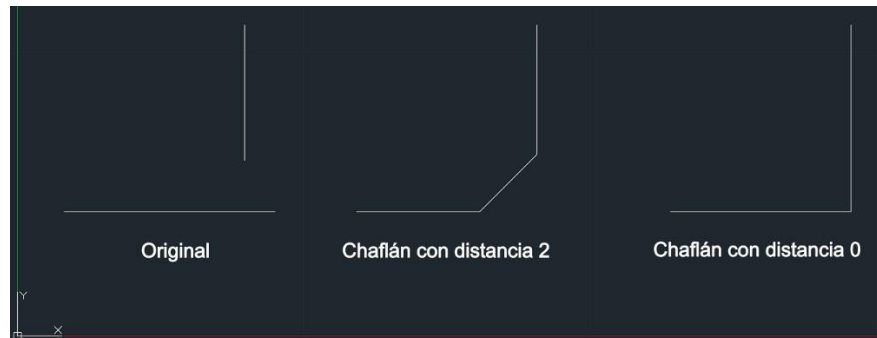 Original
Chaflán con distancia 2
Chaflán con distancia 0
Y
X